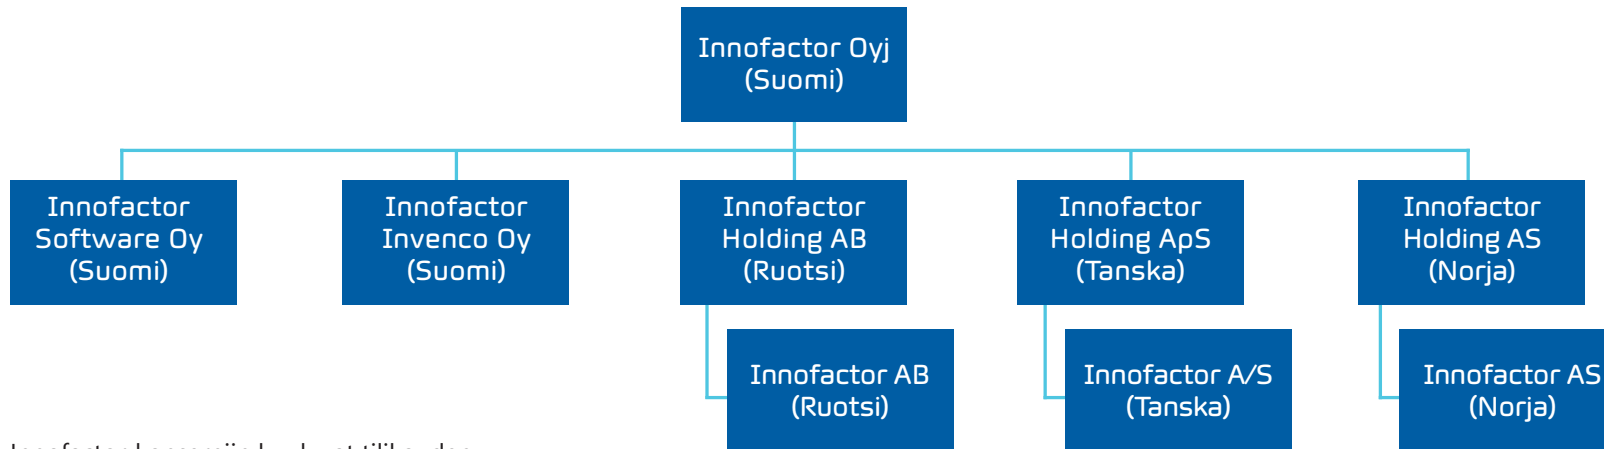 Innofactor Oyj
(Suomi)
Innofactor
Software Oy
(Suomi)
Innofactor
Invenco Oy
(Suomi)
Innofactor
Holding AB
(Ruotsi)
Innofactor
Holding ApS
(Tanska)
Innofactor
Holding AS
(Norja)
Innofactor AB
(Ruotsi)
Innofactor A/S
(Tanska)
Innofactor AS
(Norja)